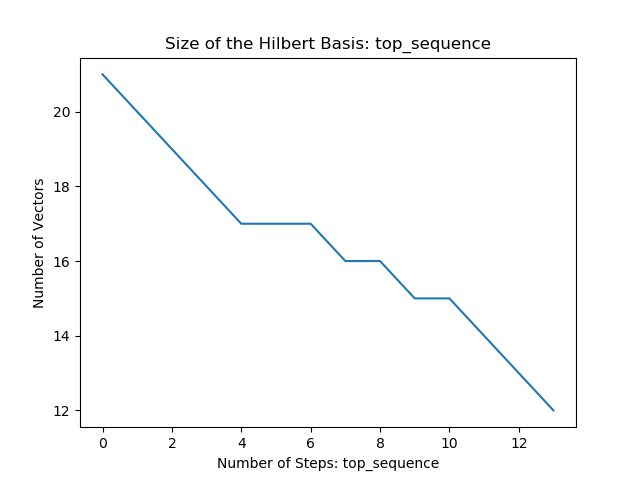 Size of the Hilbert Basis: top_sequence
20
18
16
14
12
Number of Vectors
0 2 4 6 8 10 12
Number of Steps: top_sequence